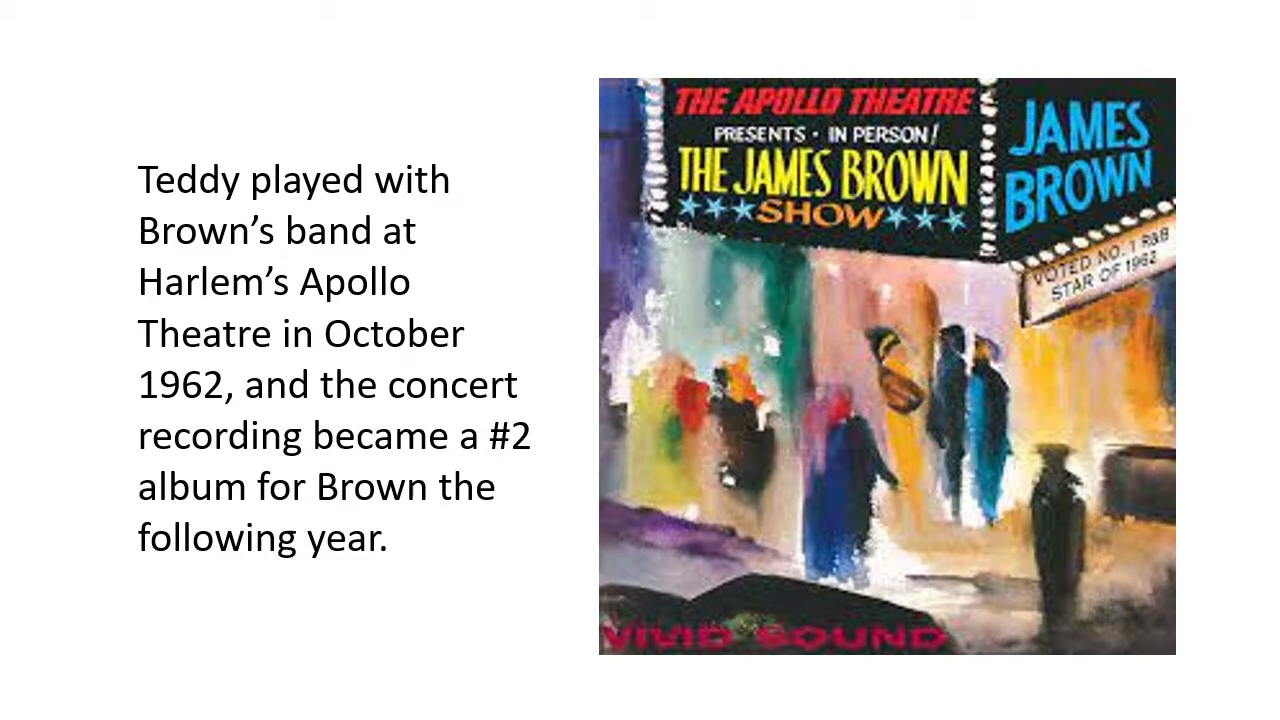 Teddy played with
Brown’s band at
Harlem’s Apollo
Theatre in October
1962, and the concert
recording became a #2
album for Brown the
following year.
THE APOLLO THEATRE
PRESENTS · IN PERSON!
THE JAMES BROWN
SHOW
JAMES
BROWN
VOTED NO. 1 R&B
STAR OF 1962
VIVID SOUND